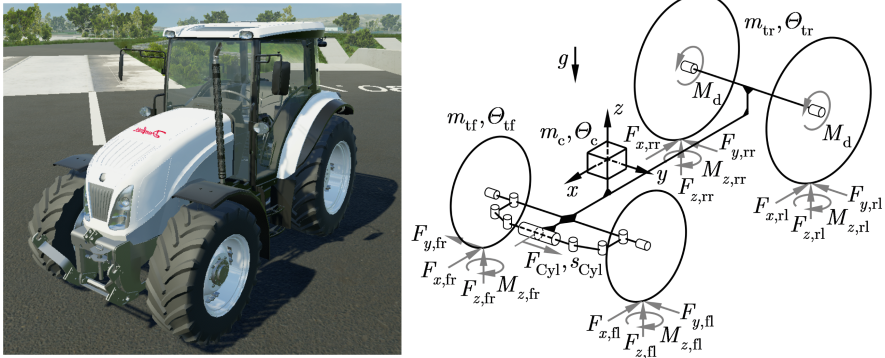 m_tr, Θ_tr
g
M_d
m_tf, Θ_tf
z
m_c, Θ_c
F_x,rr
F_y,rr
M_d
M_z,rr
x
y
F_z,rr
F_x,rl
F_y,rl
M_z,rl
F_z,rl
F_y,fr
F_x,fr
F_Cyl, s_Cyl
F_z,fr
M_z,fr
F_x,fl
F_y,fl
M_z,fl
F_z,fl